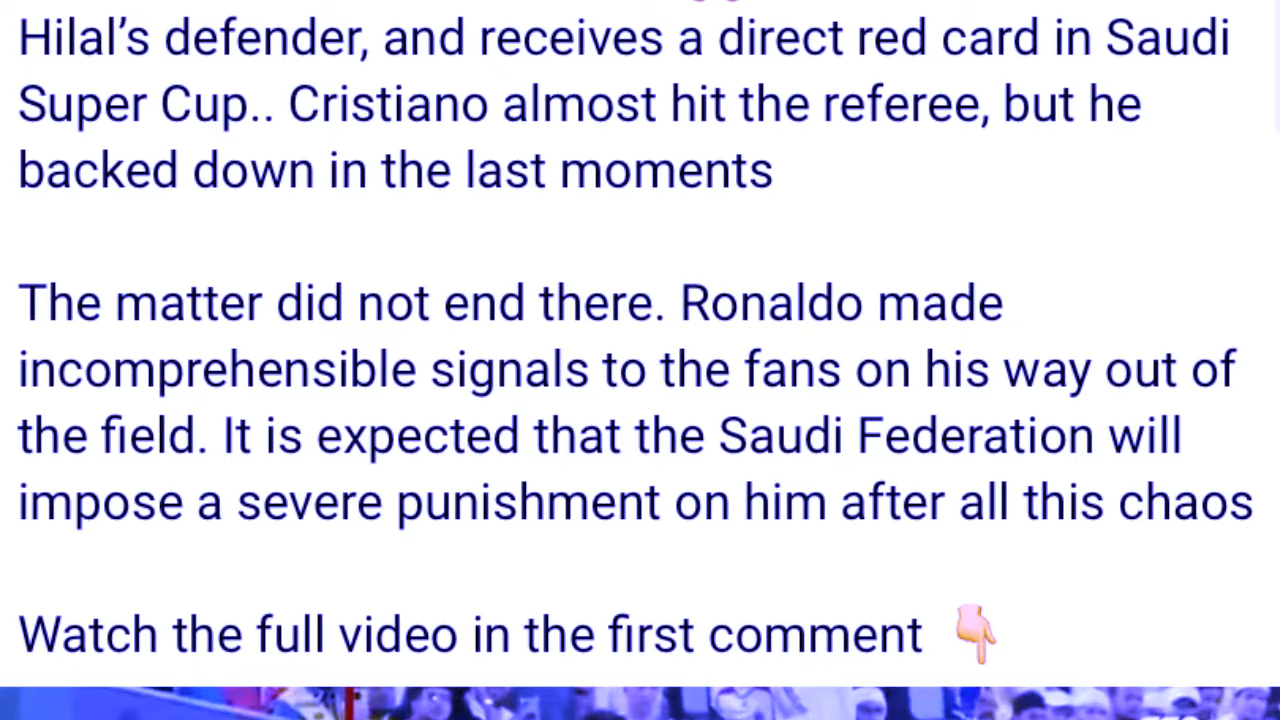 Hilal’s defender, and receives a direct red card in Saudi
Super Cup.. Cristiano almost hit the referee, but he
backed down in the last moments
The matter did not end there. Ronaldo made
incomprehensible signals to the fans on his way out of
the field. It is expected that the Saudi Federation will
impose a severe punishment on him after all this chaos
Watch the full video in the first comment 👇